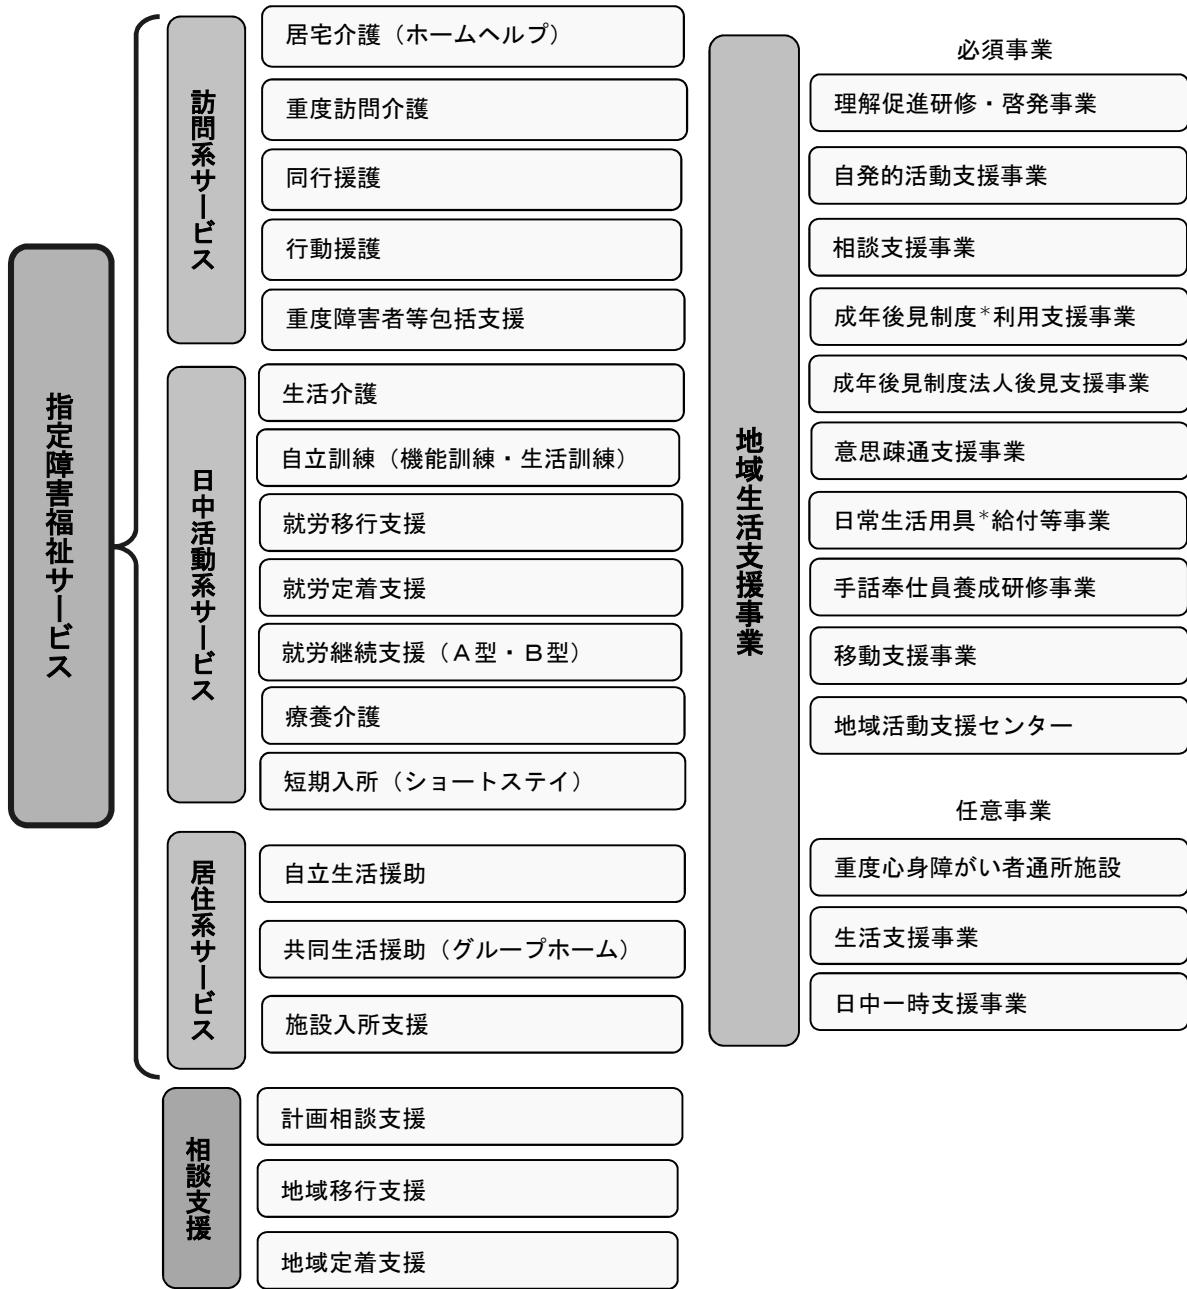 指定障害福祉サービス
訪問系サービス
居宅介護（ホームヘルプ）
重度訪問介護
同行援護
行動援護
重度障害者等包括支援
日中活動系サービス
生活介護
自立訓練（機能訓練・生活訓練）
就労移行支援
就労定着支援
就労継続支援（Ａ型・Ｂ型）
療養介護
短期入所（ショートステイ）
居住系サービス
自立生活援助
共同生活援助（グループホーム）
施設入所支援
相談支援
計画相談支援
地域移行支援
地域定着支援
地域生活支援事業
必須事業
理解促進研修・啓発事業
自発的活動支援事業
相談支援事業
成年後見制度*利用支援事業
成年後見制度法人後見支援事業
意思疎通支援事業
日常生活用具*給付等事業
手話奉仕員養成研修事業
移動支援事業
地域活動支援センター
任意事業
重度心身障がい者通所施設
生活支援事業
日中一時支援事業